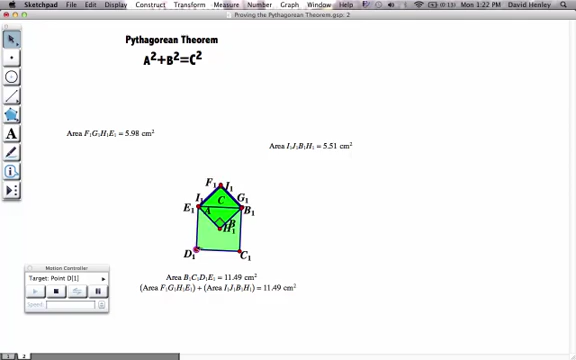 Sketchpad File Edit Display Construct Transform Measure Number Graph Window Help Mon 1:22 PM David Henley
Proving the Pythagorean Theorem.gsp: 2
Pythagorean Theorem
A²+B²=C²
Area F₁G₁H₁E₁ = 5.98 cm²
Area I₁J₁B₁H₁ = 5.51 cm²
F₁ J₁
I₁ C G₁
E₁ A B₁
B
H₁
D₁ C₁
Motion Controller
Target: Point D[1]
Speed:
Area B₁C₁D₁E₁ = 11.49 cm²
(Area F₁G₁H₁E₁) + (Area I₁J₁B₁H₁) = 11.49 cm²
1 2